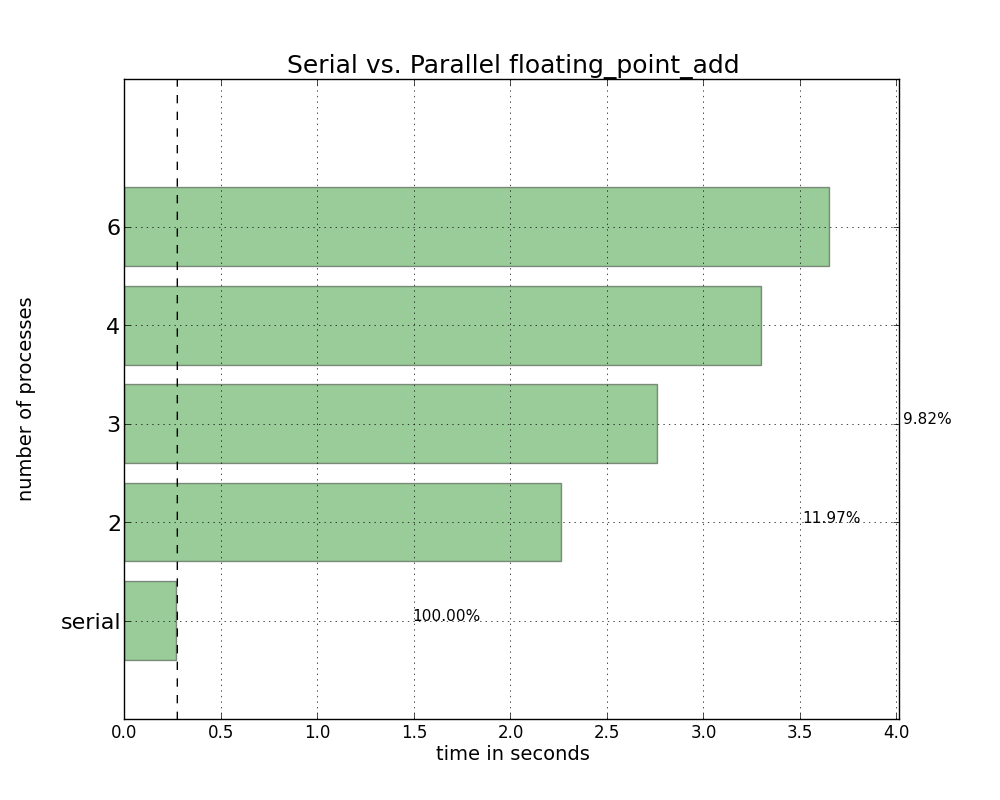 Serial vs. Parallel floating_point_add
6
4
3
9.82%
2
11.97%
serial
100.00%
number of processes
0.0 0.5 1.0 1.5 2.0 2.5 3.0 3.5 4.0
time in seconds